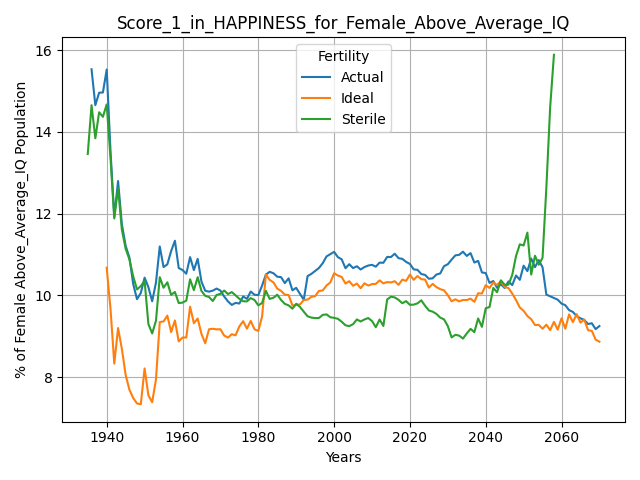 Score_1_in_HAPPINESS_for_Female_Above_Average_IQ
% of Female Above_Average_IQ Population
16
14
12
10
8
Fertility
Actual
Ideal
Sterile
1940 1960 1980 2000 2020 2040 2060
Years